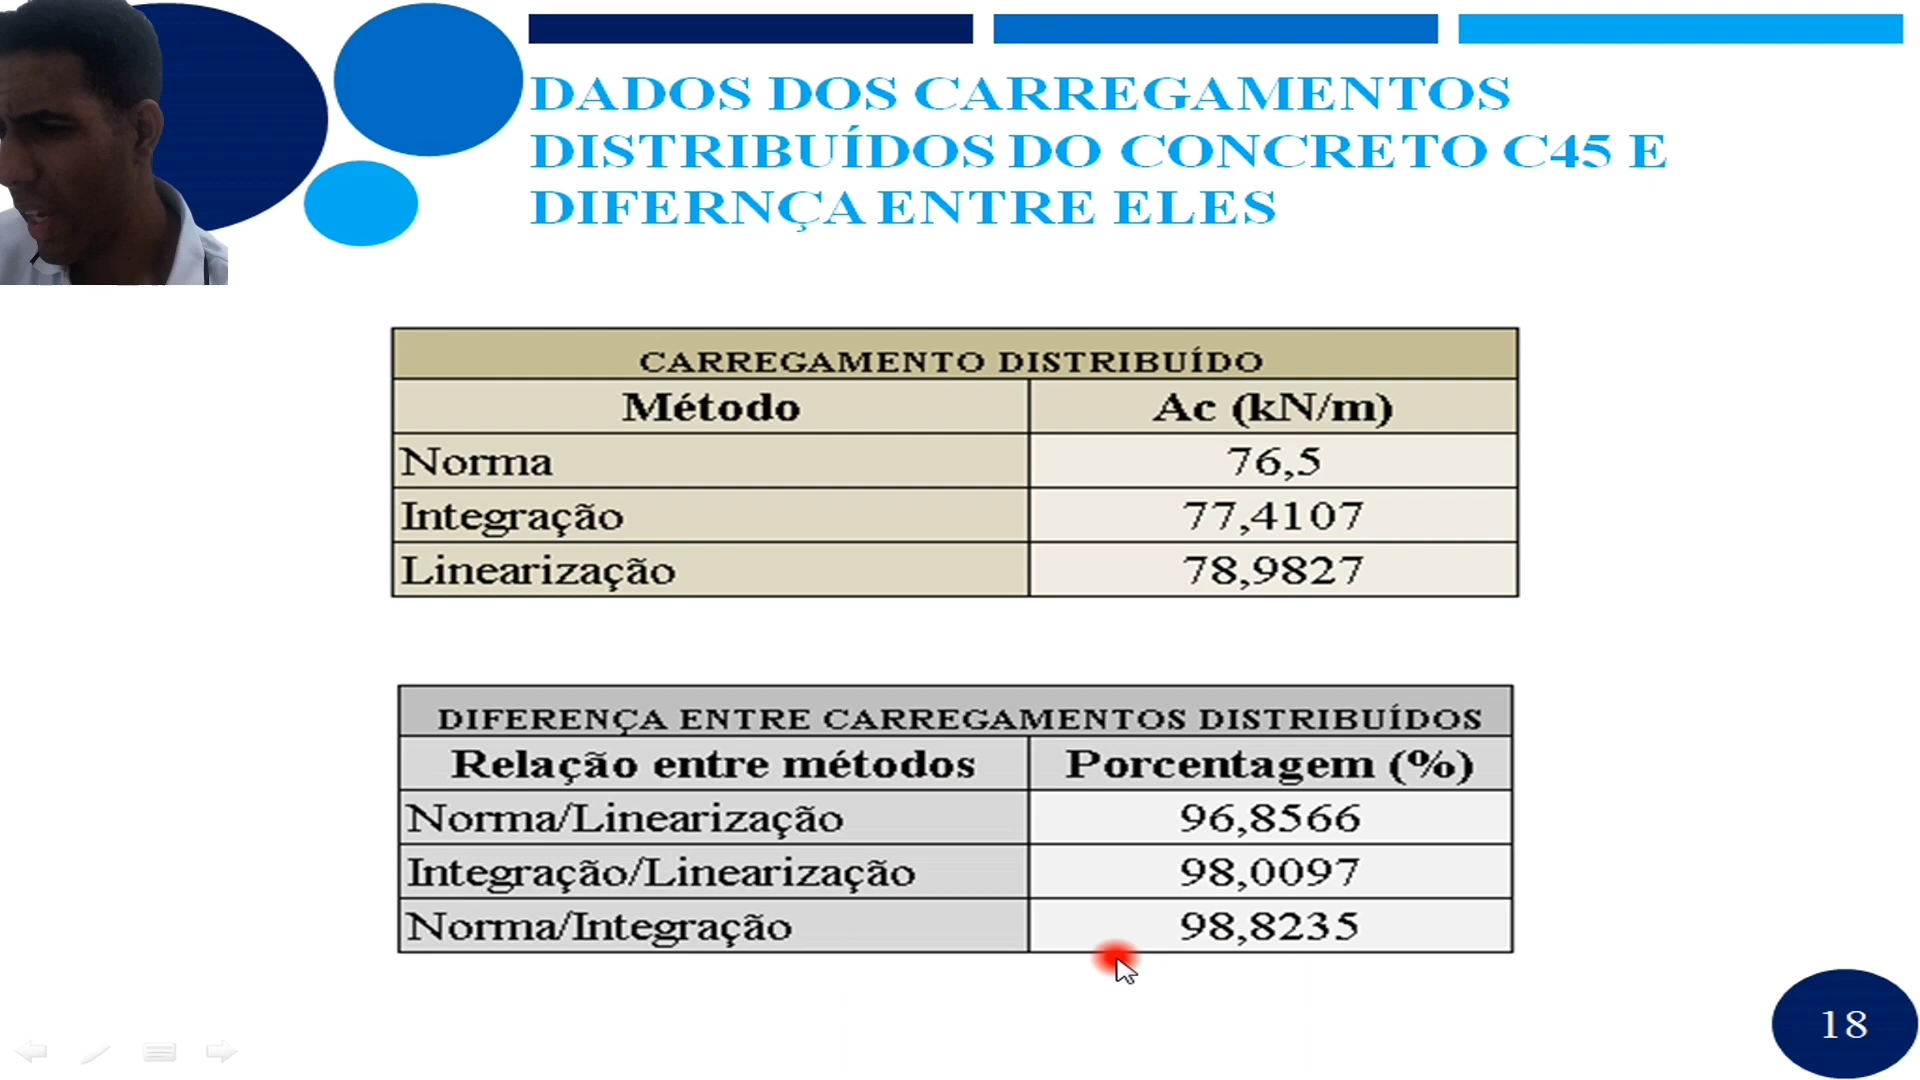 DADOS DOS CARREGAMENTOS
DISTRIBUÍDOS DO CONCRETO C45 E
DIFERNÇA ENTRE ELES
CARREGAMENTO DISTRIBUÍDO
Método Ac (kN/m)
Norma 76,5
Integração 77,4107
Linearização 78,9827
DIFERENÇA ENTRE CARREGAMENTOS DISTRIBUÍDOS
Relação entre métodos Porcentagem (%)
Norma/Linearização 96,8566
Integração/Linearização 98,0097
Norma/Integração 98,8235
18